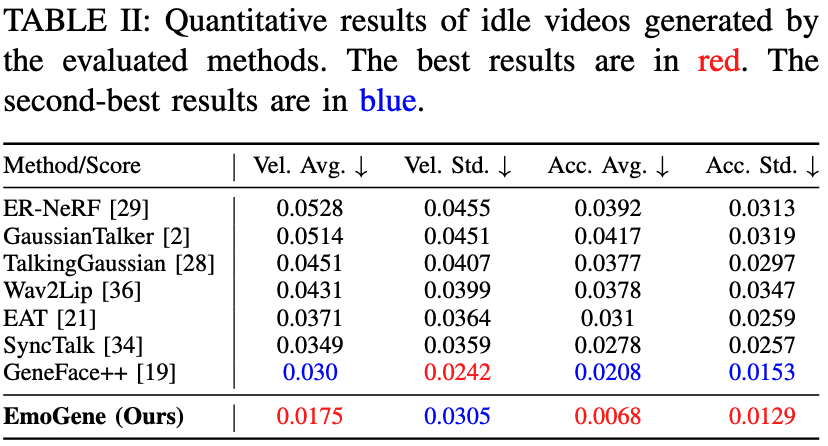 TABLE II: Quantitative results of idle videos generated by
the evaluated methods. The best results are in red. The
second-best results are in blue.
Method/Score Vel. Avg. ↓ Vel. Std. ↓ Acc. Avg. ↓ Acc. Std. ↓
ER-NeRF [29] 0.0528 0.0455 0.0392 0.0313
GaussianTalker [2] 0.0514 0.0451 0.0417 0.0319
TalkingGaussian [28] 0.0451 0.0407 0.0377 0.0297
Wav2Lip [36] 0.0431 0.0399 0.0378 0.0347
EAT [21] 0.0371 0.0364 0.031 0.0259
SyncTalk [34] 0.0349 0.0359 0.0278 0.0257
GeneFace++ [19] 0.030 0.0242 0.0208 0.0153
EmoGene (Ours) 0.0175 0.0305 0.0068 0.0129